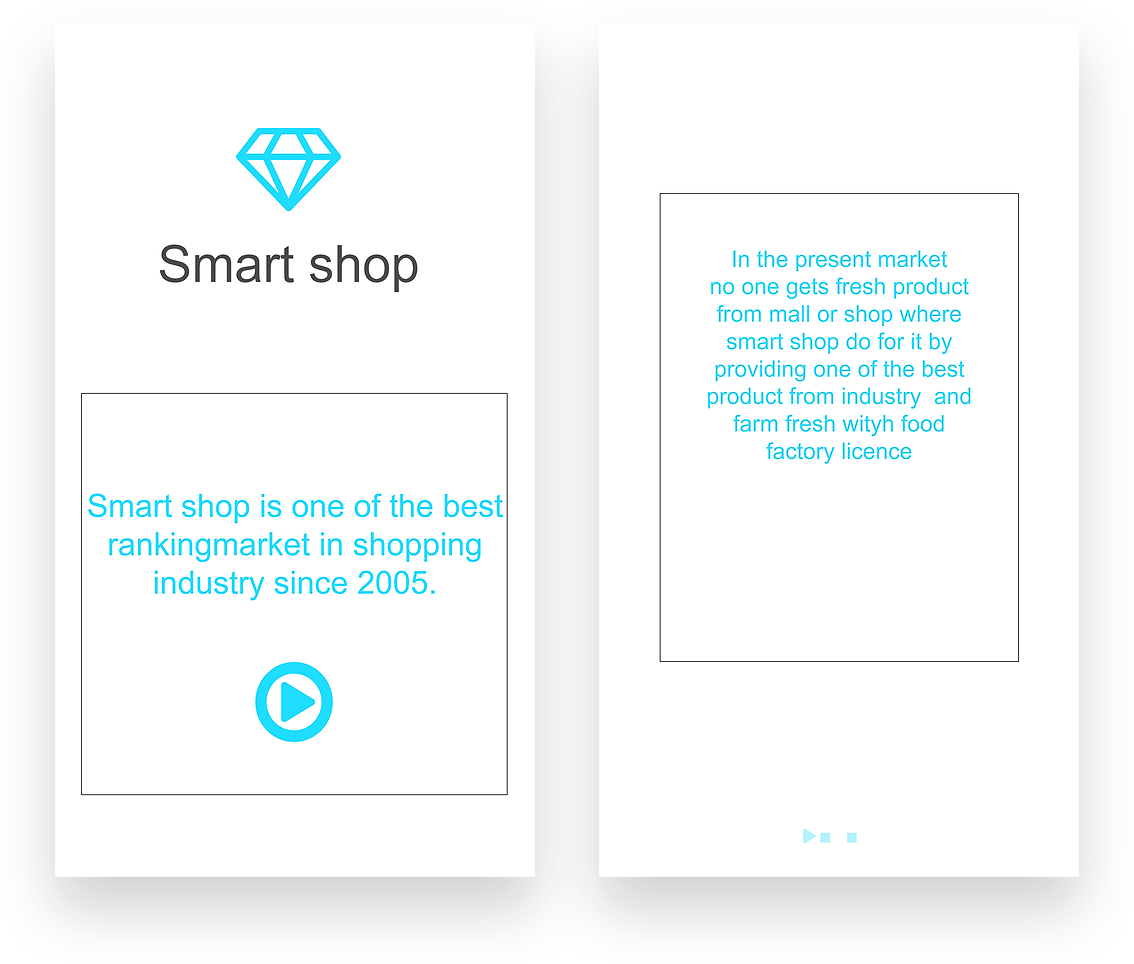 Smart shop
Smart shop is one of the best
rankingmarket in shopping
industry since 2005.
In the present market
no one gets fresh product
from mall or shop where
smart shop do for it by
providing one of the best
product from industry  and
farm fresh wityh food
factory licence